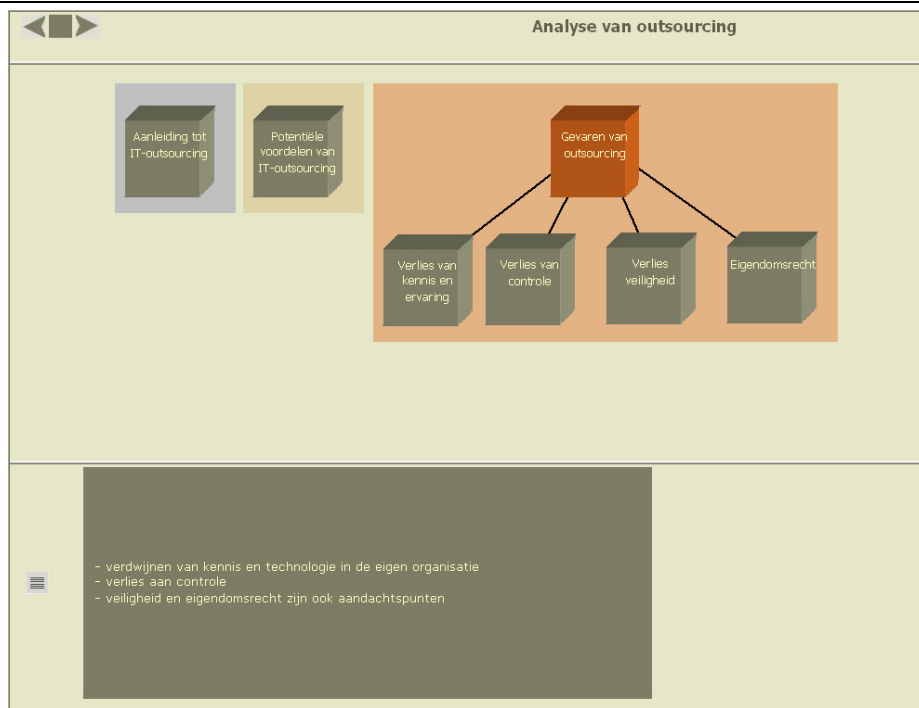 Analyse van outsourcing
Aanleiding tot
IT-outsourcing
Potentiële
voordelen van
IT-outsourcing
Gevaren van
outsourcing
Verlies van
kennis en
ervaring
Verlies van
controle
Verlies
veiligheid
Eigendomsrecht
- verdwijnen van kennis en technologie in de eigen organisatie
- verlies aan controle
- veiligheid en eigendomsrecht zijn ook aandachtspunten